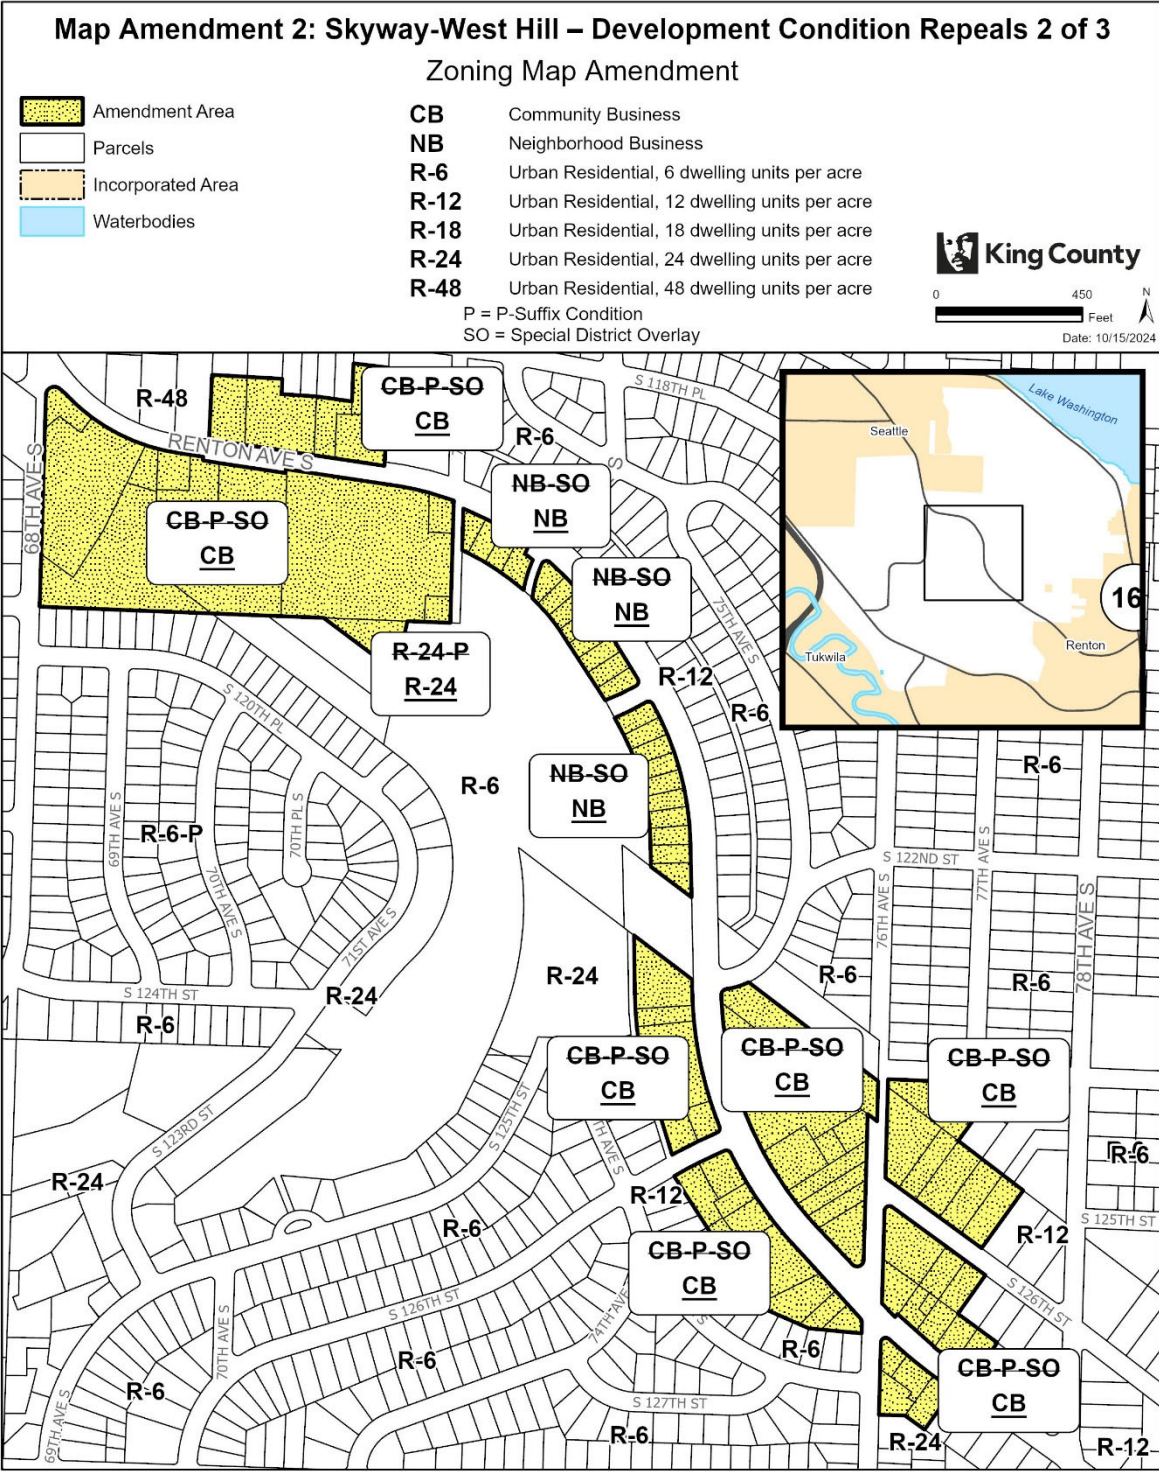 Map Amendment 2: Skyway-West Hill – Development Condition Repeals 2 of 3
Zoning Map Amendment
Amendment Area
Parcels
Incorporated Area
Waterbodies
CB Community Business
NB Neighborhood Business
R-6 Urban Residential, 6 dwelling units per acre
R-12 Urban Residential, 12 dwelling units per acre
R-18 Urban Residential, 18 dwelling units per acre
R-24 Urban Residential, 24 dwelling units per acre
R-48 Urban Residential, 48 dwelling units per acre
P = P-Suffix Condition
SO = Special District Overlay
King County
0 450
Feet
N
Date: 10/15/2024
R-48
CB-P-SO
CB
S 118TH PL
RENTON AVE S
R-6
S
68TH AVE S
NB-SO
NB
CB-P-SO
CB
NB-SO
NB
75TH AVE S
Lake Washington
Seattle
16
Renton
Tukwila
R-24-P
R-24
R-12
R-6
S 120TH PL
NB-SO
NB
R-6
R-6
69TH AVE S
R-6-P
70TH PL S
70TH AVE S
71ST AVE S
S 122ND ST
76TH AVE S
77TH AVE S
78TH AVE S
S 124TH ST
R-24
R-24
R-6
R-6
R-6
CB-P-SO
CB
CB-P-SO
CB
CB-P-SO
CB
S 123RD ST
S 125TH ST
TH AVE S
R-6
R-24
R-12
R-6
S 125TH ST
R-12
CB-P-SO
CB
S 126TH ST
S 126TH ST
74TH AVE
S
70TH AVE S
R-6
R-6
R-6
CB-P-SO
CB
69TH AVE S
S 127TH ST
R-6
R-24
R-12